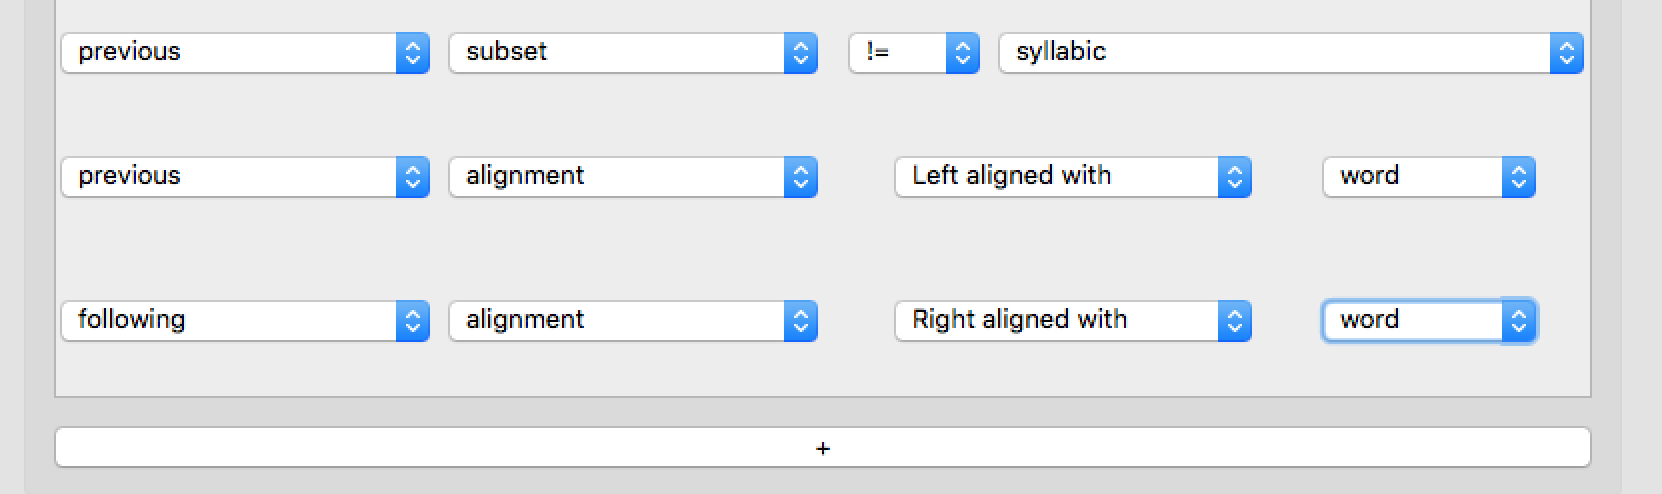 previous subset != syllabic
previous alignment Left aligned with word
following alignment Right aligned with word
+